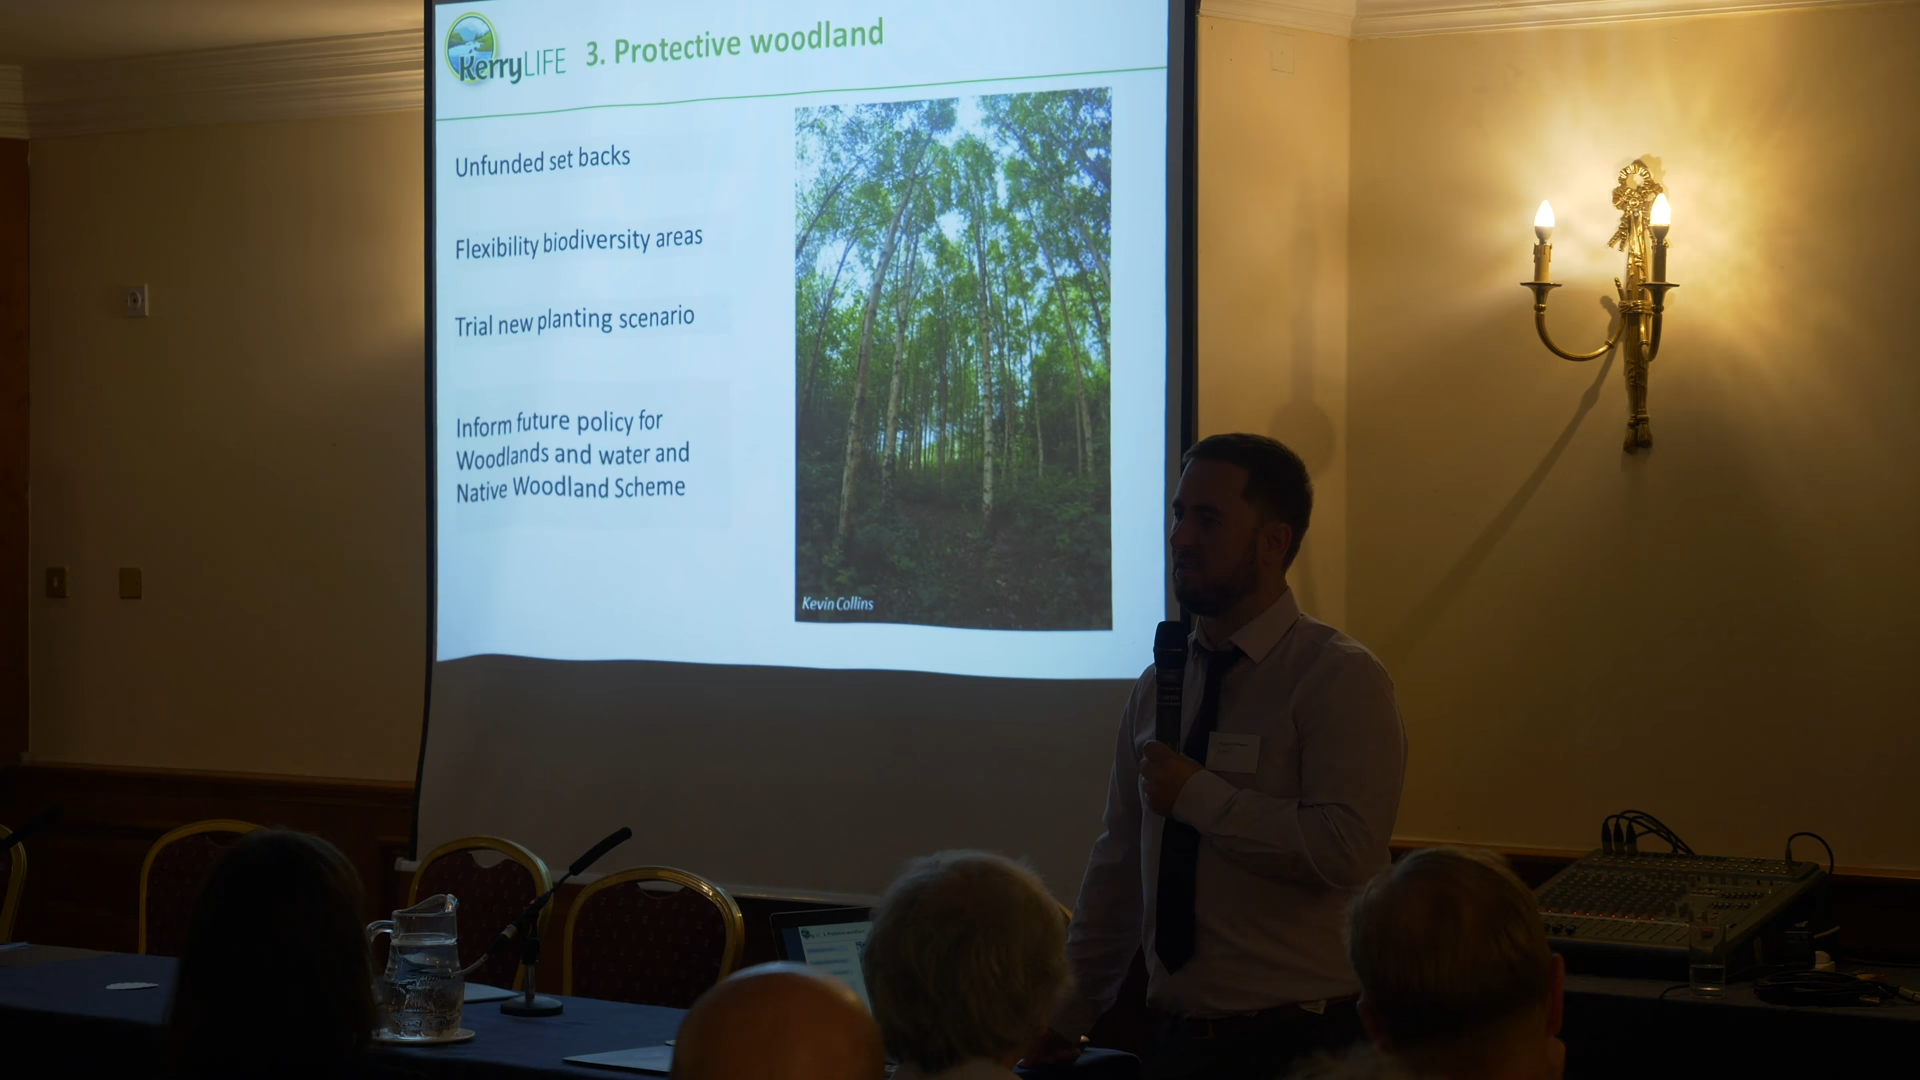 KerryLIFE
3. Protective woodland
Unfunded set backs
Flexibility biodiversity areas
Trial new planting scenario
Inform future policy for
Woodlands and water and
Native Woodland Scheme
Kevin Collins